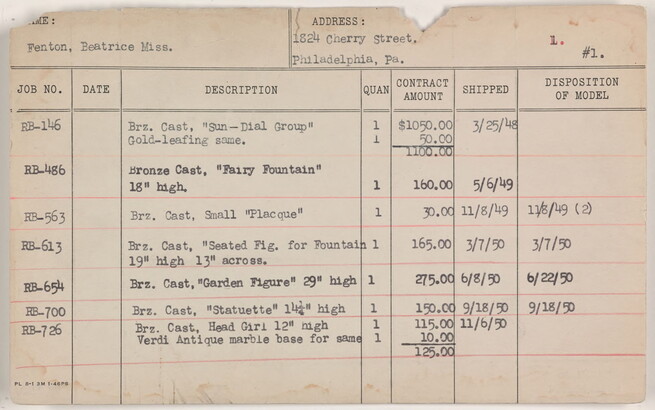 ME: ADDRESS:
Fenton, Beatrice Miss. 1824 Cherry Street. 1.
Philadelphia, Pa. #1.
JOB NO. DATE DESCRIPTION QUAN CONTRACT AMOUNT SHIPPED DISPOSITION OF MODEL
RB-146 Brz. Cast, "Sun-Dial Group" 1 $1050.00 3/25/48
Gold-leafing same. 1 50.00
1100.00
RB-486 Bronze Cast, "Fairy Fountain"
18" high. 1 160.00 5/6/49
RB-563 Brz. Cast, Small "Placque" 1 30.00 11/8/49 11/8/49 (2)
RB-613 Brz. Cast, "Seated Fig. for Fountain 1 165.00 3/7/50 3/7/50
19" high 13" across.
RB-654 Brz. Cast,"Garden Figure" 29" high 1 275.00 6/8/50 6/22/50
RB-700 Brz. Cast, "Statuette" 14¼" high 1 150.00 9/18/50 9/18/50
RB-726 Brz. Cast, Head Girl 12" high 1 115.00 11/6/50
Verdi Antique marble base for same 1 10.00
125.00
PL 5-1 3M 1-46PB